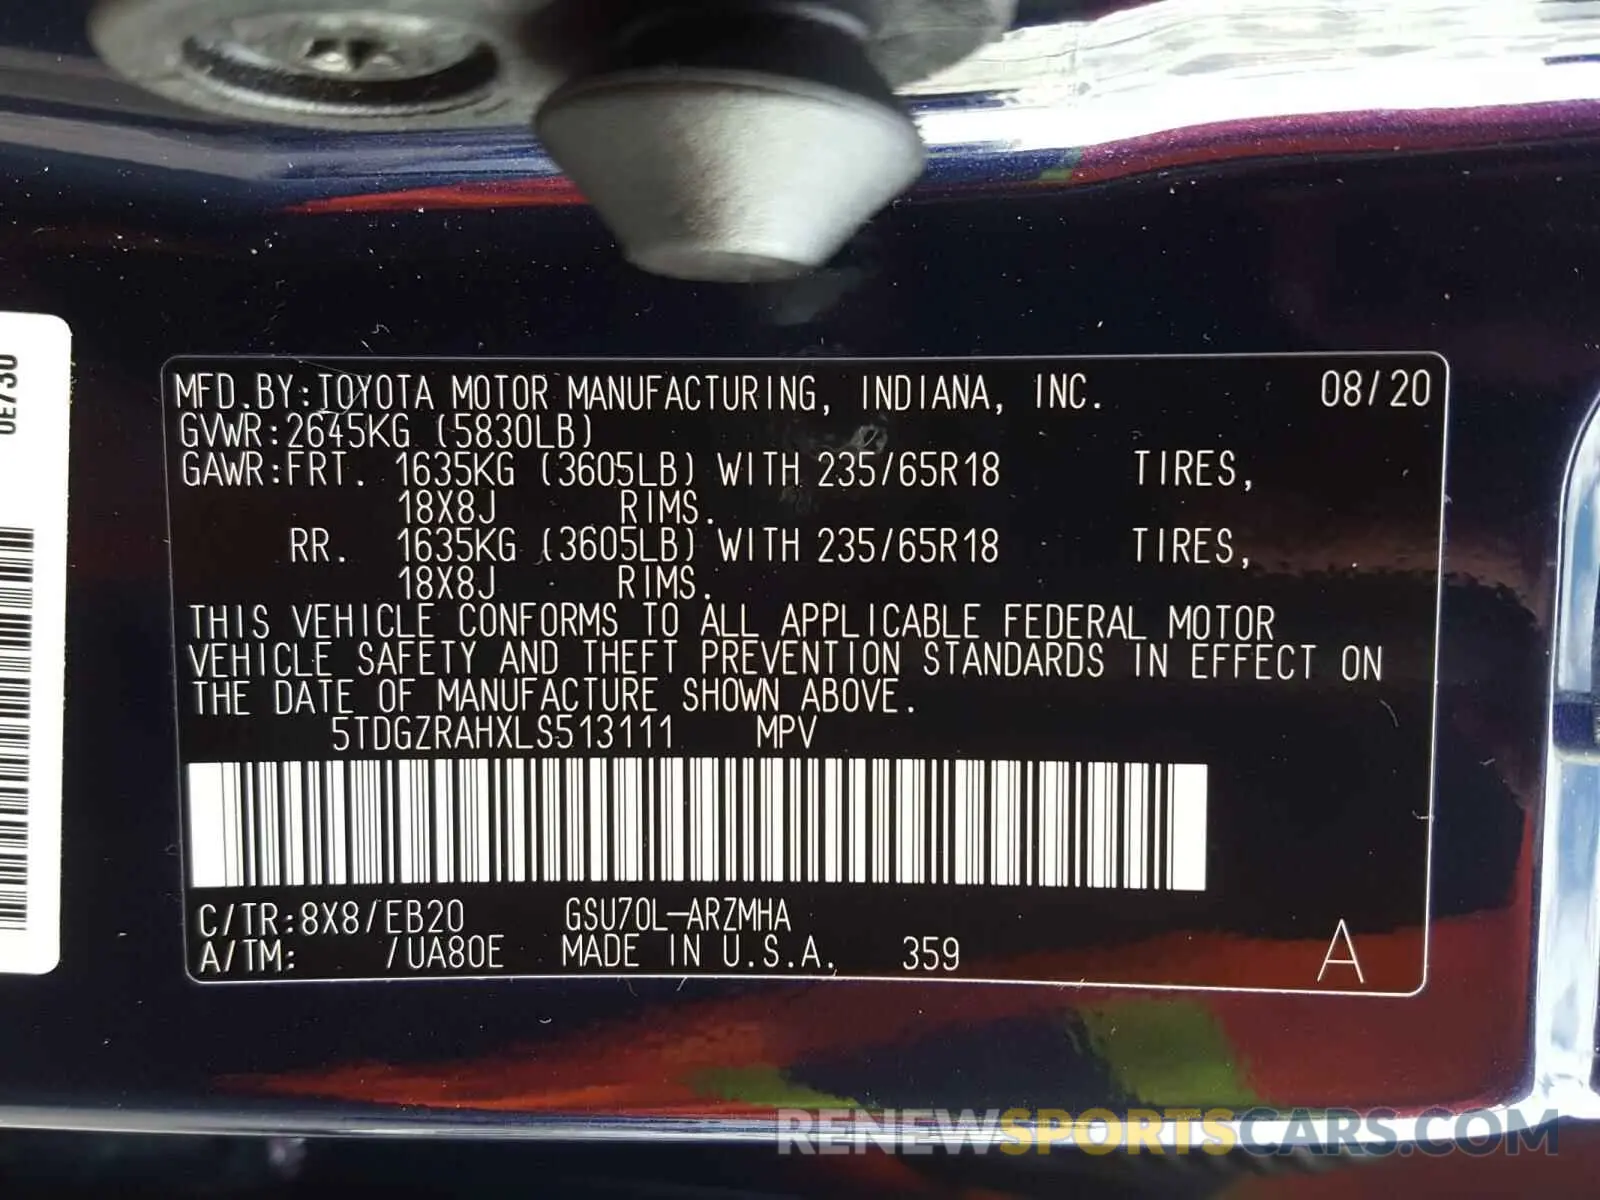 MFD.BY:TOYOTA MOTOR MANUFACTURING, INDIANA, INC. 08/20
GVWR:2645KG (5830LB)
GAWR:FRT. 1635KG (3605LB) WITH 235/65R18 TIRES,
18X8J RIMS.
RR. 1635KG (3605LB) WITH 235/65R18 TIRES,
18X8J RIMS.
THIS VEHICLE CONFORMS TO ALL APPLICABLE FEDERAL MOTOR
VEHICLE SAFETY AND THEFT PREVENTION STANDARDS IN EFFECT ON
THE DATE OF MANUFACTURE SHOWN ABOVE.
5TDGZRAHXLS513111 MPV
C/TR:8X8/EB20 GSU70L-ARZMHA
A/TM: /UA80E MADE IN U.S.A. 359 A
RENEWSPORTSCARS.COM